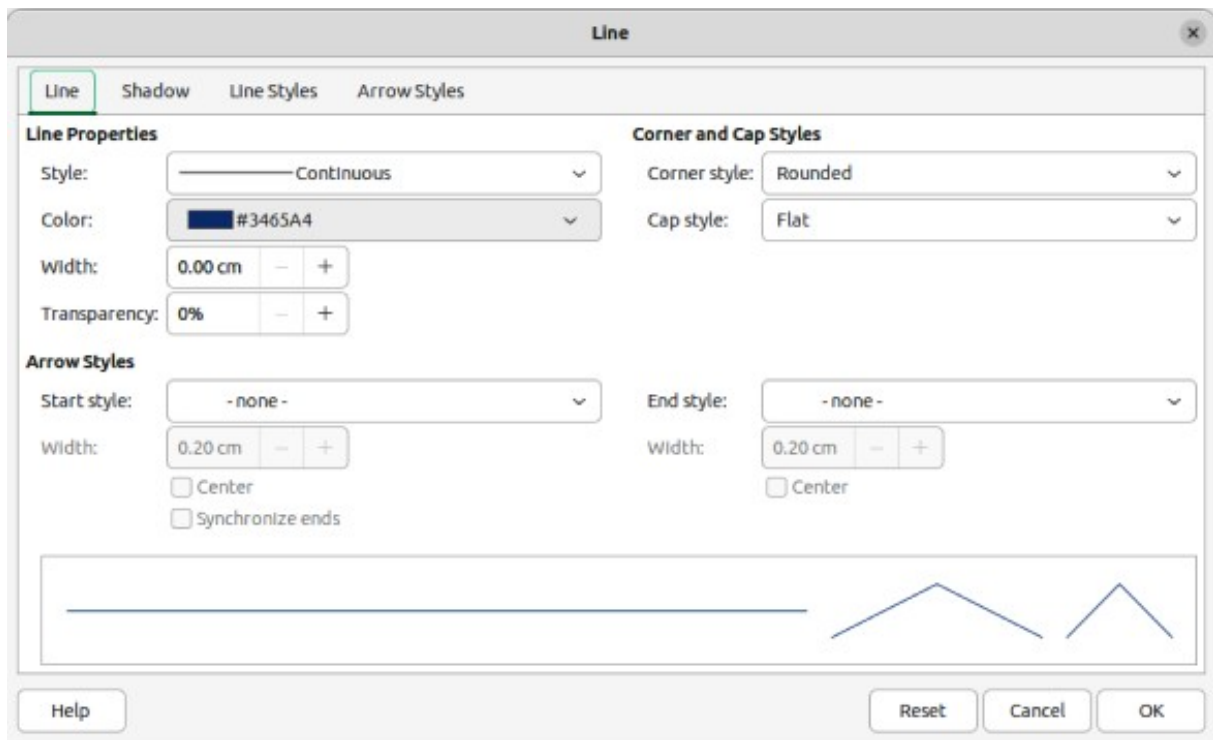 Line
Line Shadow Line Styles Arrow Styles
Line Properties
Style: Continuous
Color: #3465A4
Width: 0.00 cm
Transparency: 0%
Corner and Cap Styles
Corner style: Rounded
Cap style: Flat
Arrow Styles
Start style: - none -
Width: 0.20 cm
Center
Synchronize ends
End style: - none -
Width: 0.20 cm
Center
Help Reset Cancel OK